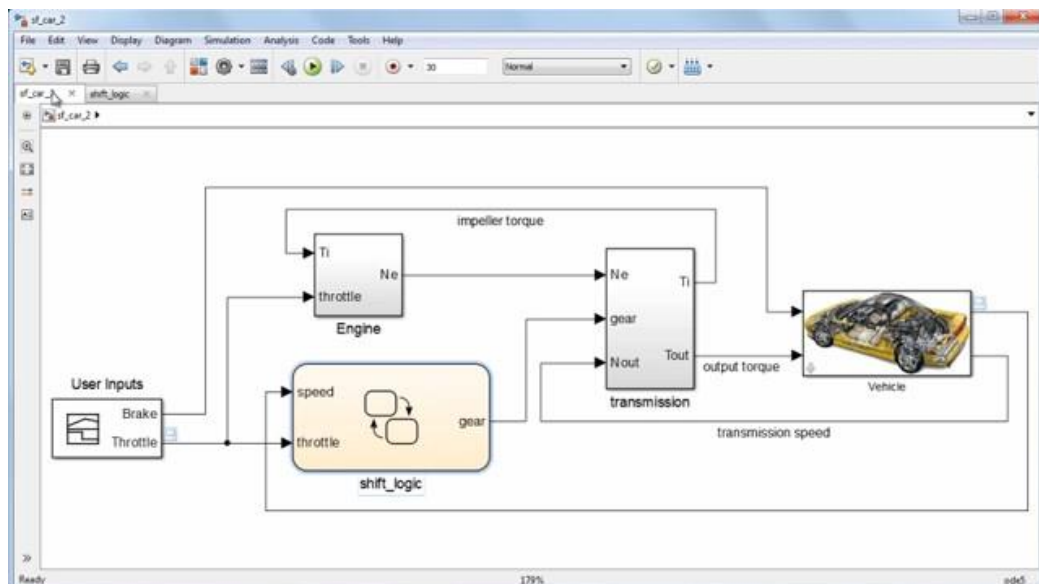 sf_car_2
File Edit View Display Diagram Simulation Analysis Code Tools Help
30 Normal
sf_car_2 shift_logic
sf_car_2
impeller torque
Ti
Ne
throttle
Engine
Ne
Ti
gear
Nout
Tout
transmission
output torque
Vehicle
transmission speed
User Inputs
Brake
Throttle
speed
gear
throttle
shift_logic
Ready 179% ode5